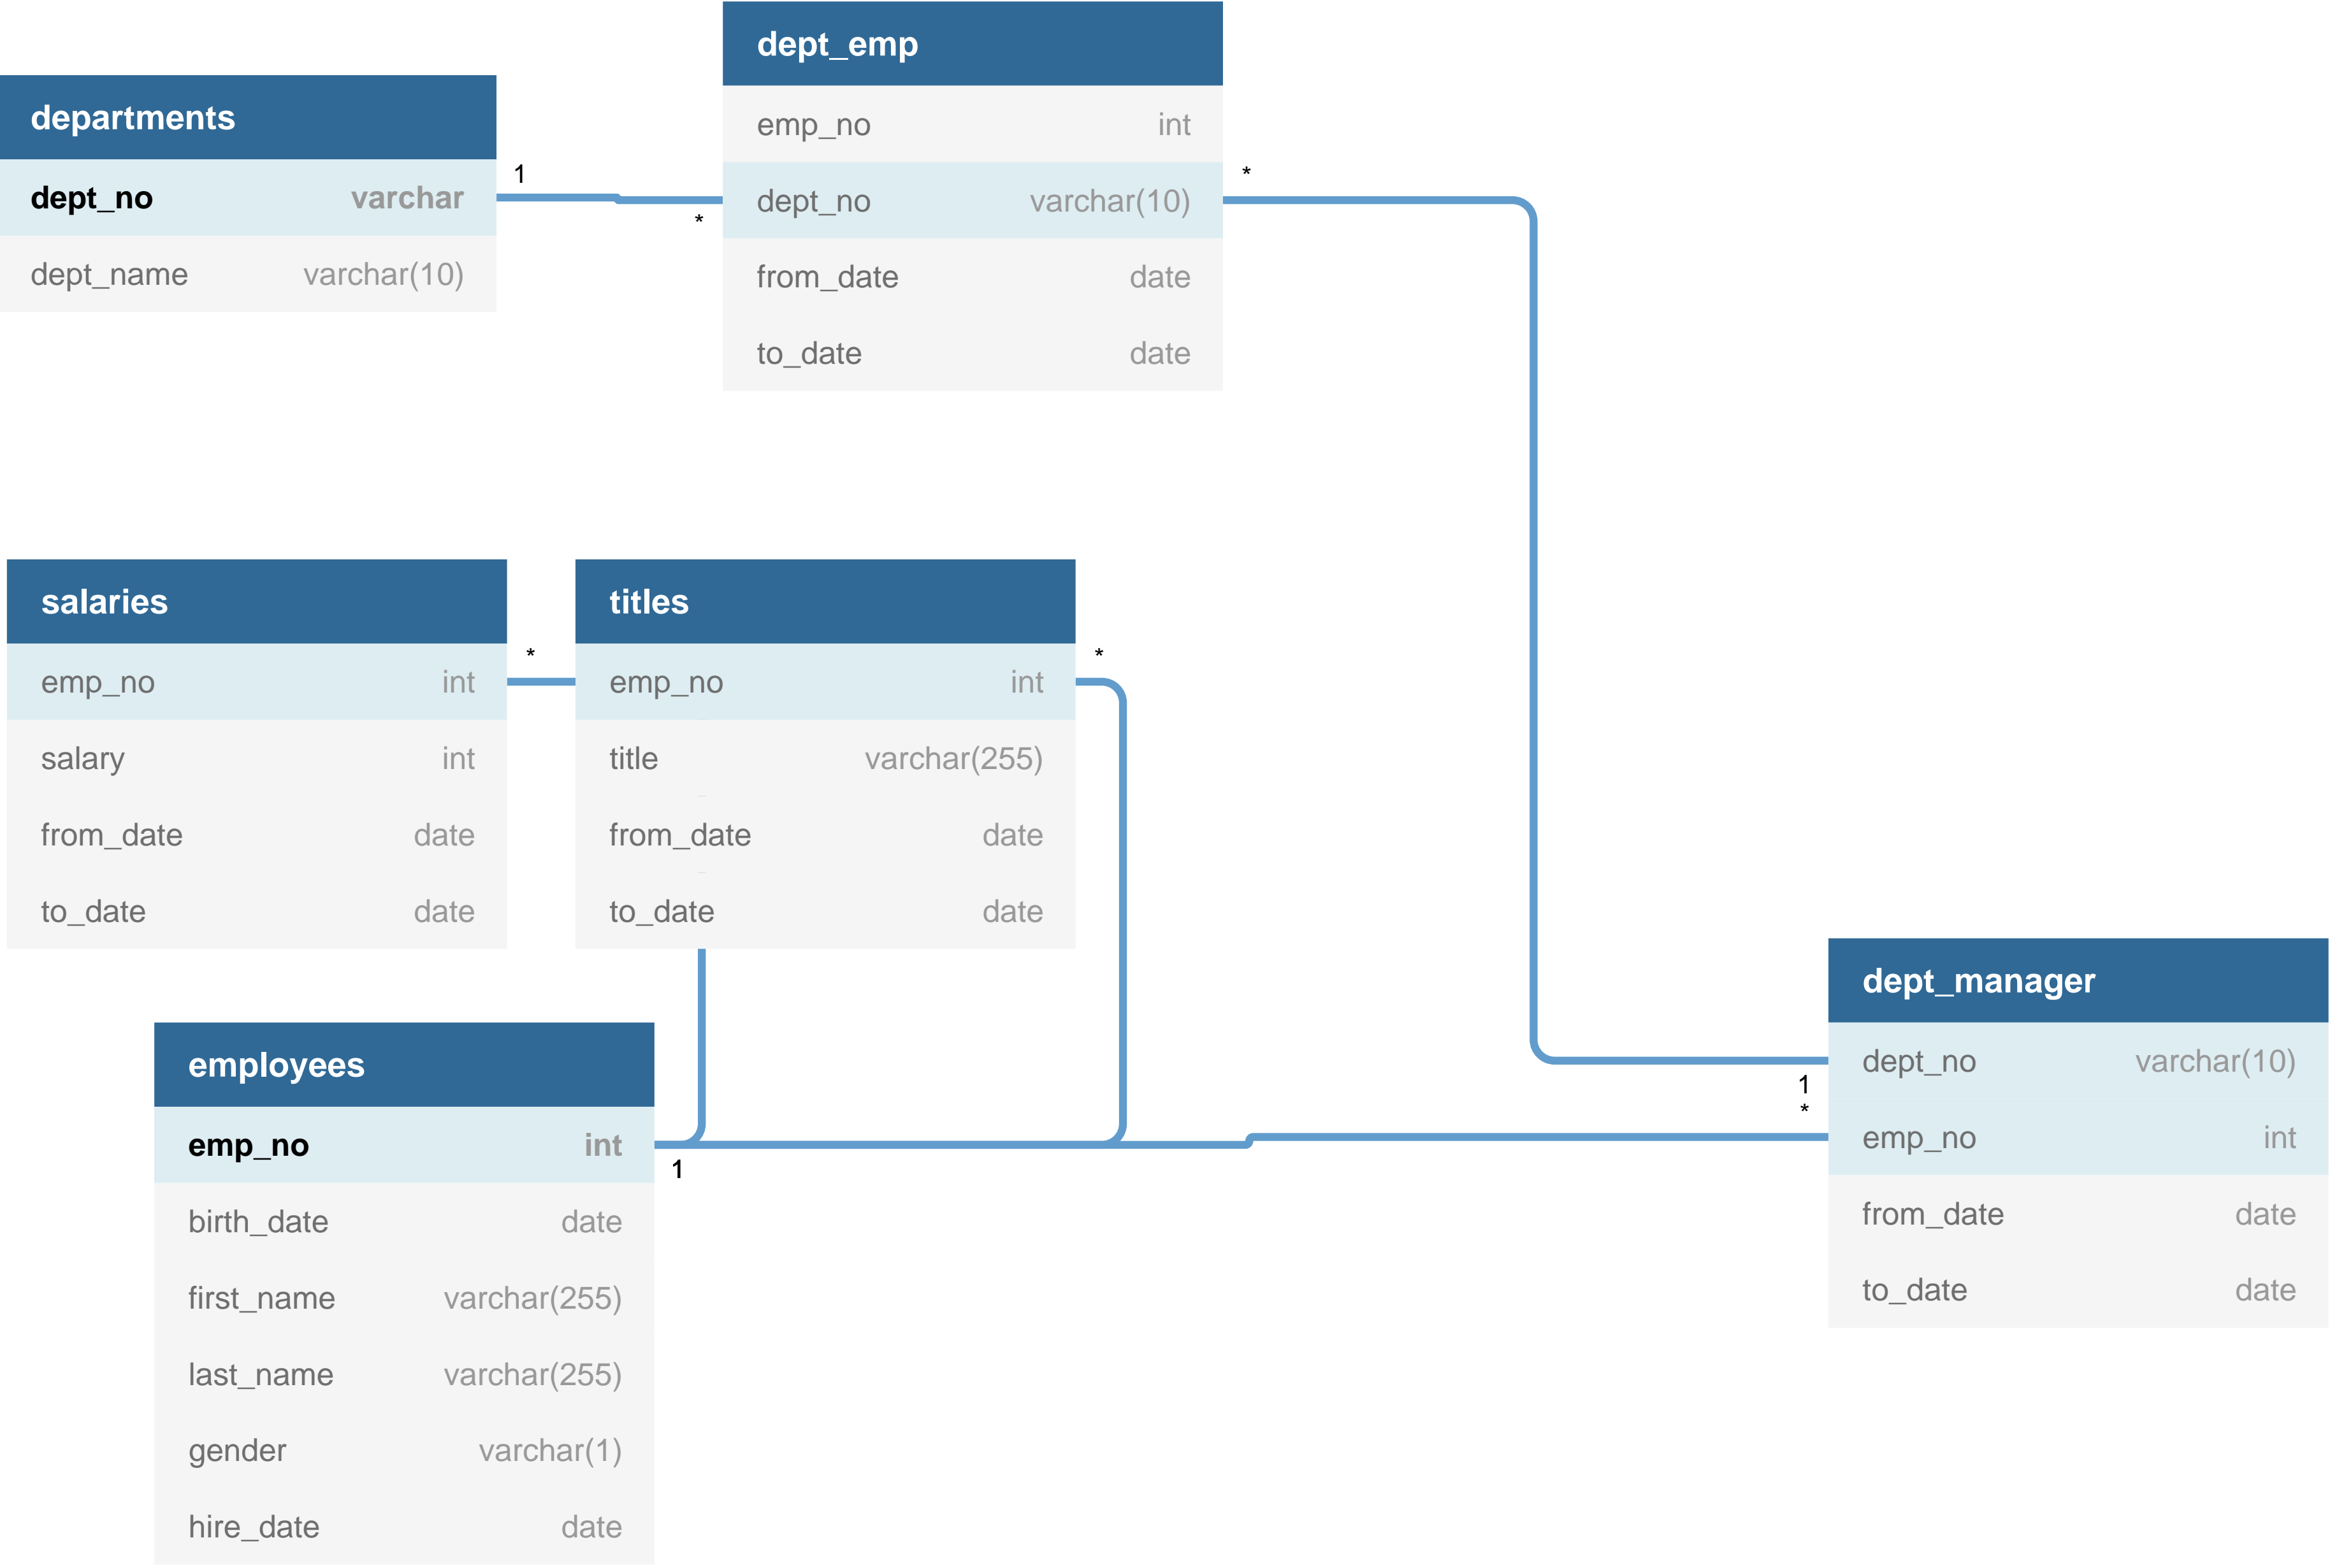 dept_emp
emp_no int
dept_no varchar(10)
from_date date
to_date date
departments
dept_no varchar
dept_name varchar(10)
1
*
*
salaries
emp_no int
salary int
from_date date
to_date date
*
titles
emp_no int
title varchar(255)
from_date date
to_date date
*
employees
emp_no int
birth_date date
first_name varchar(255)
last_name varchar(255)
gender varchar(1)
hire_date date
1
dept_manager
dept_no varchar(10)
emp_no int
from_date date
to_date date
1
*